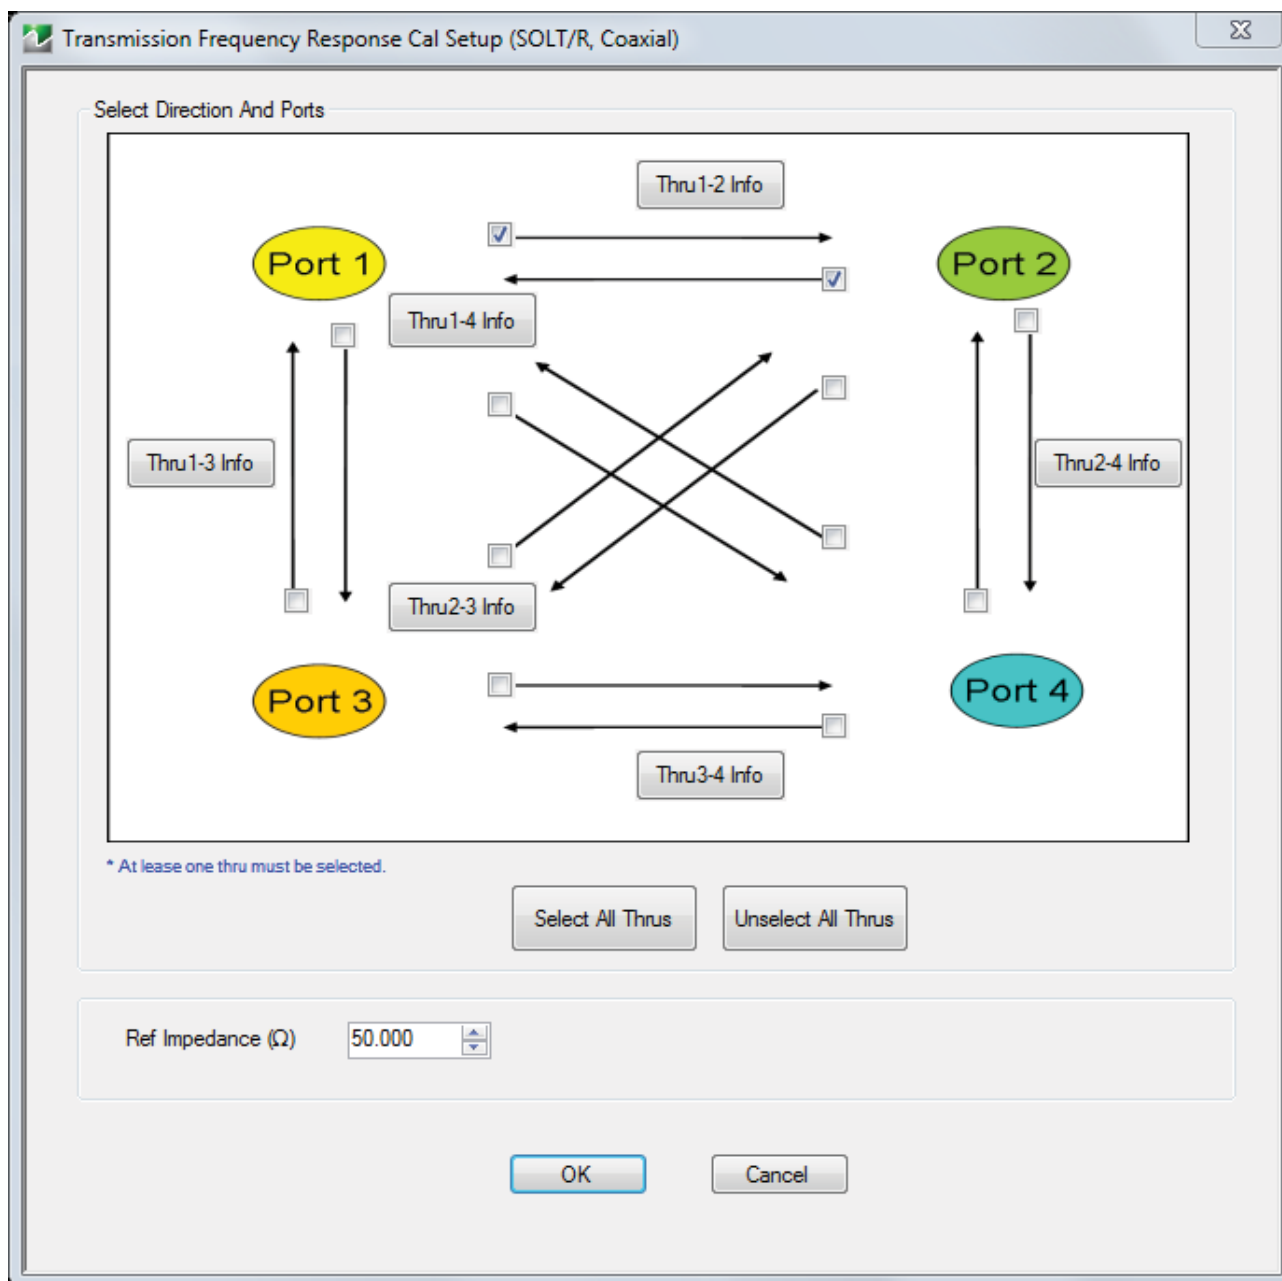 Transmission Frequency Response Cal Setup (SOLT/R, Coaxial)
Select Direction And Ports
Thru1-2 Info
Port 1
Port 2
Thru1-4 Info
Thru1-3 Info
Thru2-4 Info
Thru2-3 Info
Port 3
Port 4
Thru3-4 Info
* At lease one thru must be selected.
Select All Thrus
Unselect All Thrus
Ref Impedance (Ω)
50.000
OK
Cancel